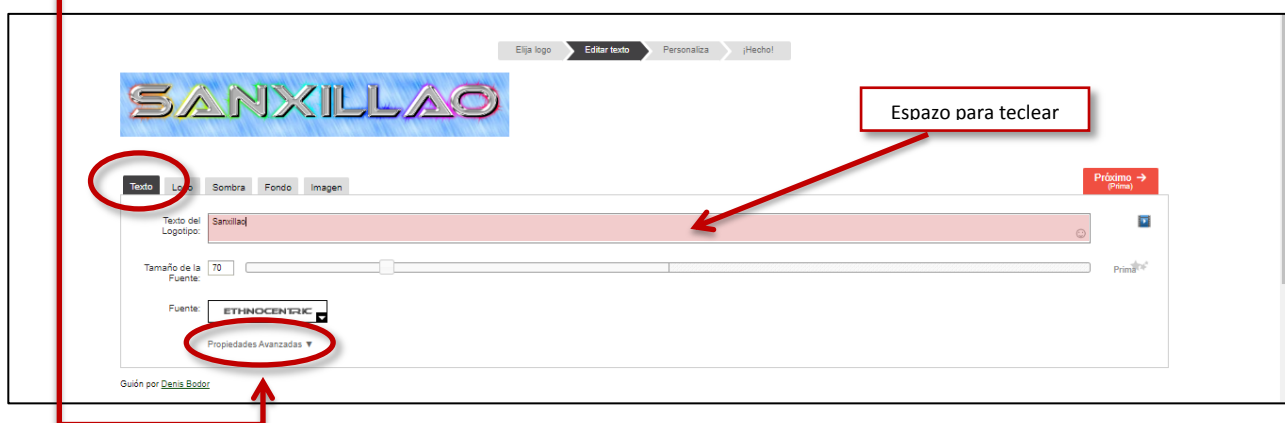 Elija logo Editar texto Personaliza ¡Hecho!
SANXILLAO
Espazo para teclear
Texto Logo Sombra Fondo Imagen
Próximo →
(Prima)
Texto del
Logotipo:
Sanxillao
Tamaño de la
Fuente:
70
Prima
Fuente:
ETHNOCENTRIC
Propiedades Avanzadas ▼
Guión por Denis Bodor